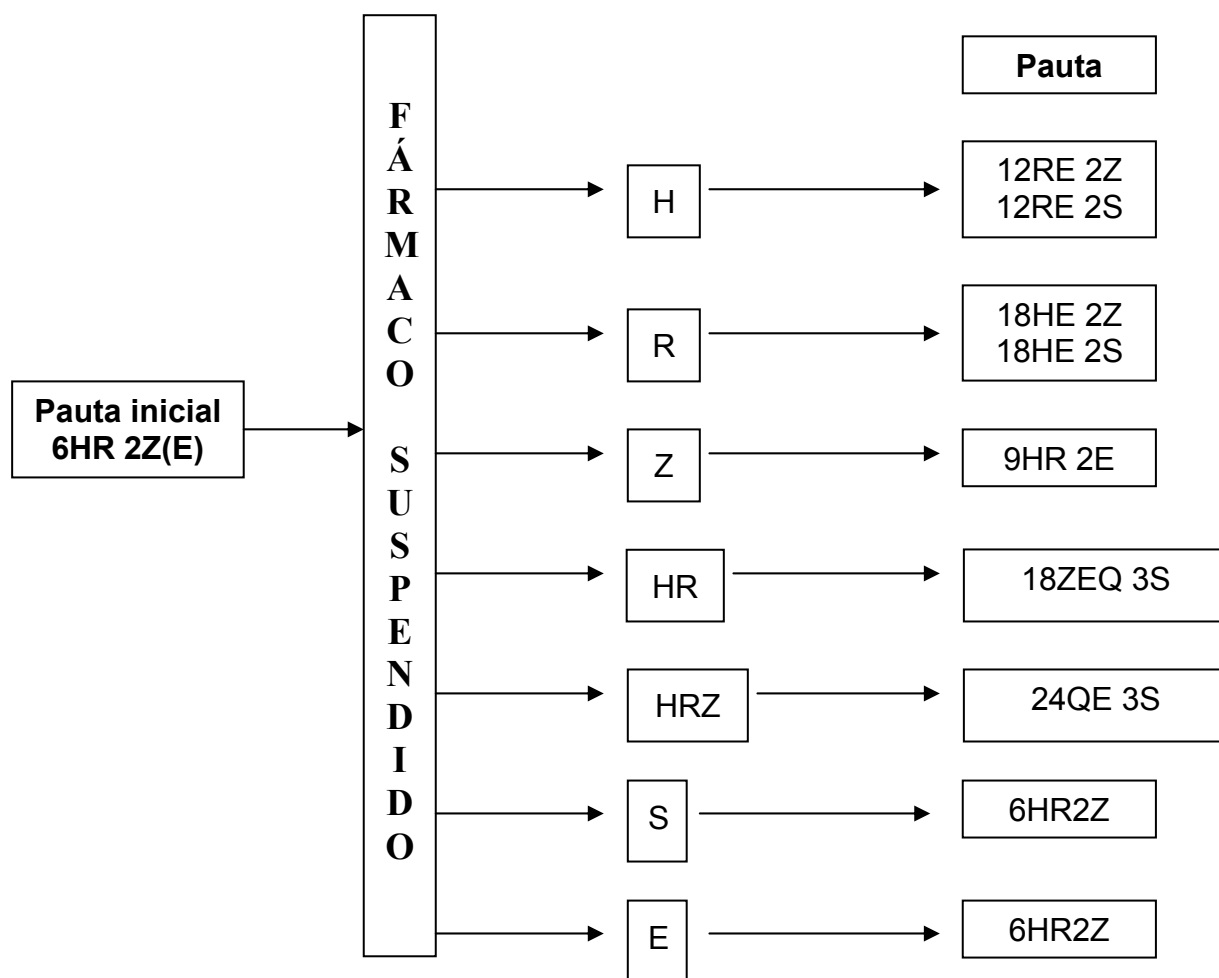 Pauta
FÁRMACO SUSPENDIDO
H
12RE 2Z
12RE 2S
R
18HE 2Z
18HE 2S
Pauta inicial
6HR 2Z(E)
Z
9HR 2E
HR
18ZEQ 3S
HRZ
24QE 3S
S
6HR2Z
E
6HR2Z